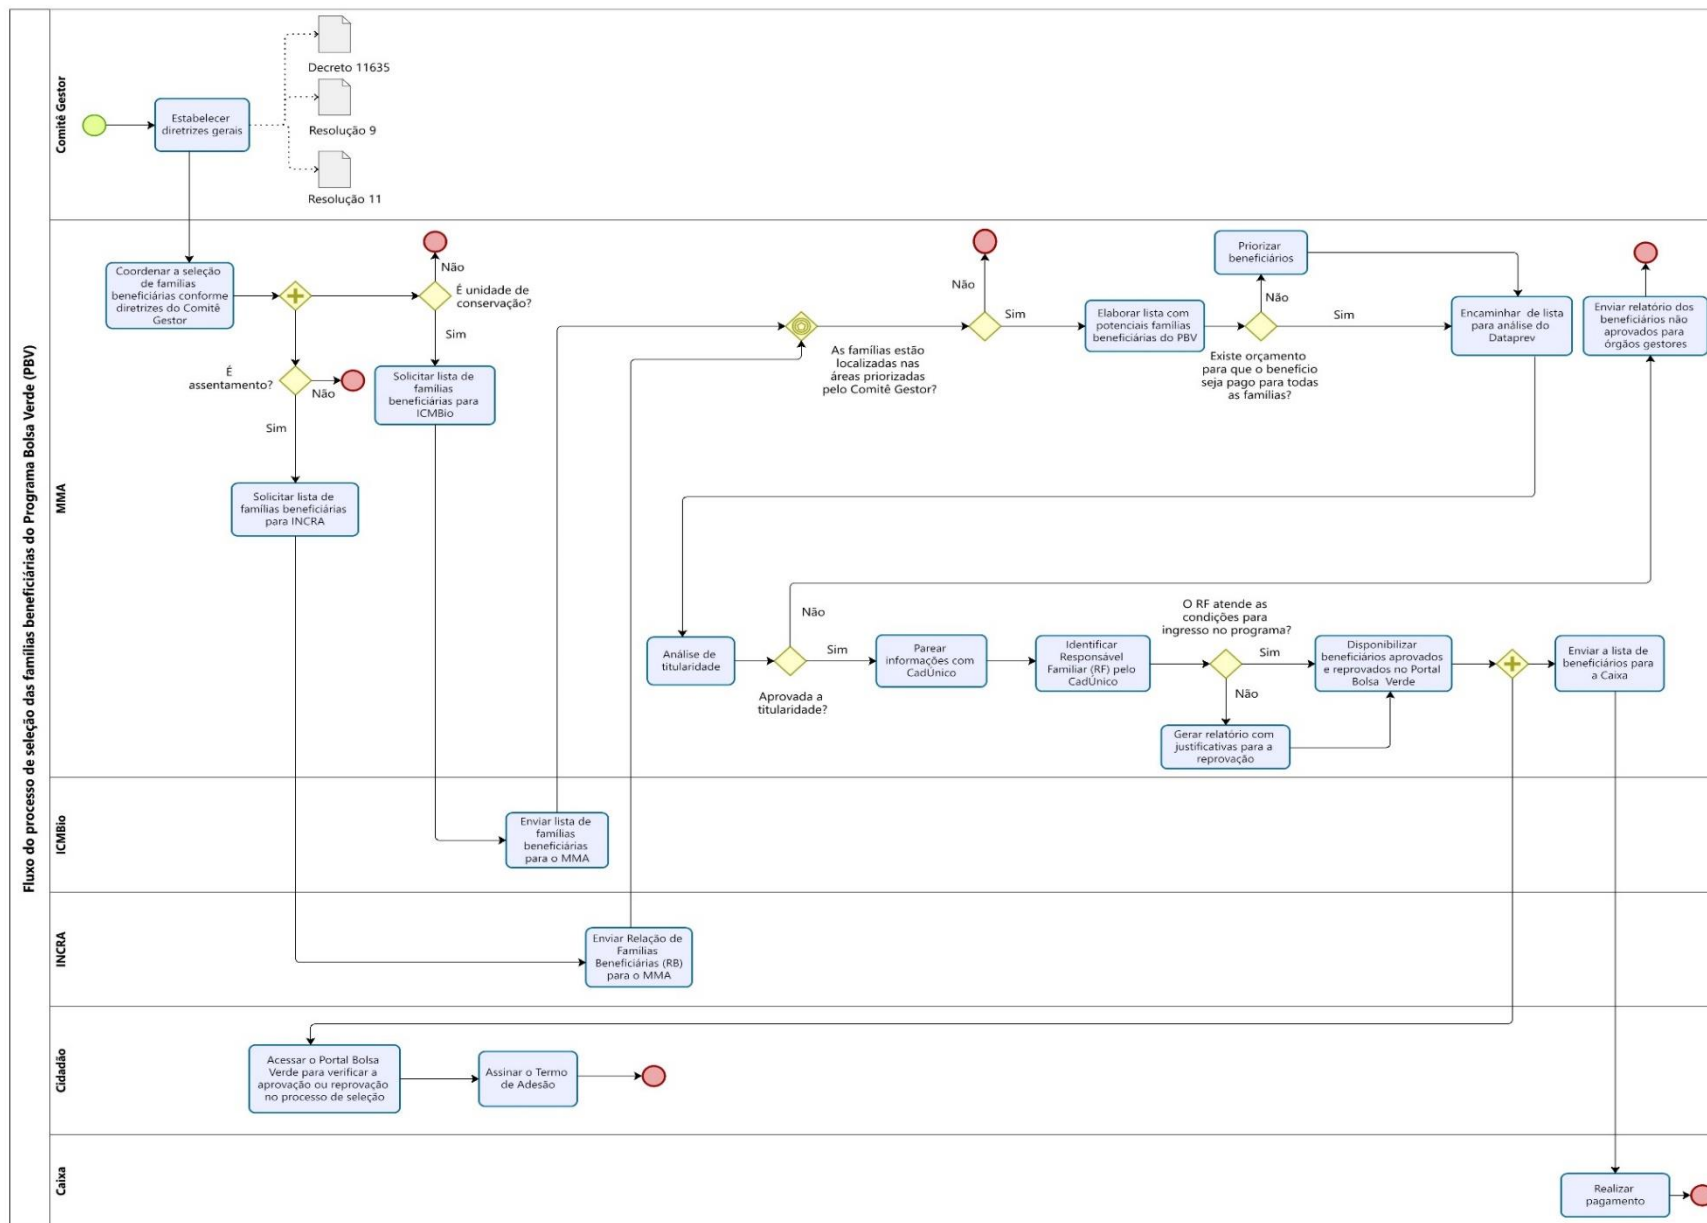 Fluxo do processo de seleção das famílias beneficiárias do Programa Bolsa Verde (PBV)
Comitê Gestor
Estabelecer
diretrizes gerais
Decreto 11635
Resolução 9
Resolução 11
MMA
Coordenar a seleção
de famílias
beneficiárias conforme
diretrizes do Comitê
Gestor
Não
É unidade de
conservação?
Sim
É
assentamento?
Não
Sim
Solicitar lista de
famílias
beneficiárias para
ICMBio
Solicitar lista de
famílias beneficiárias
para INCRA
As famílias estão
localizadas nas
áreas priorizadas
pelo Comitê Gestor?
Não
Sim
Elaborar lista com
potenciais famílias
beneficiárias do PBV
Priorizar
beneficiários
Não
Sim
Existe orçamento
para que o benefício
seja pago para todas
as famílias?
Encaminhar de lista
para análise do
Dataprev
Enviar relatório dos
beneficiários não
aprovados para
órgãos gestores
Análise de
titularidade
Não
Sim
Aprovada a
titularidade?
Parear
informações com
CadÚnico
Identificar
Responsável
Familiar (RF) pelo
CadÚnico
O RF atende as
condições para
ingresso no programa?
Sim
Não
Gerar relatório com
justificativas para a
reprovação
Disponibilizar
beneficiários aprovados
e reprovados no Portal
Bolsa Verde
Enviar a lista de
beneficiários para
a Caixa
ICMBio
Enviar lista de
famílias
beneficiárias
para o MMA
INCRA
Enviar Relação de
Famílias
Beneficiárias (RB)
para o MMA
Cidadão
Acessar o Portal Bolsa
Verde para verificar a
aprovação ou reprovação
no processo de seleção
Assinar o Termo
de Adesão
Caixa
Realizar
pagamento